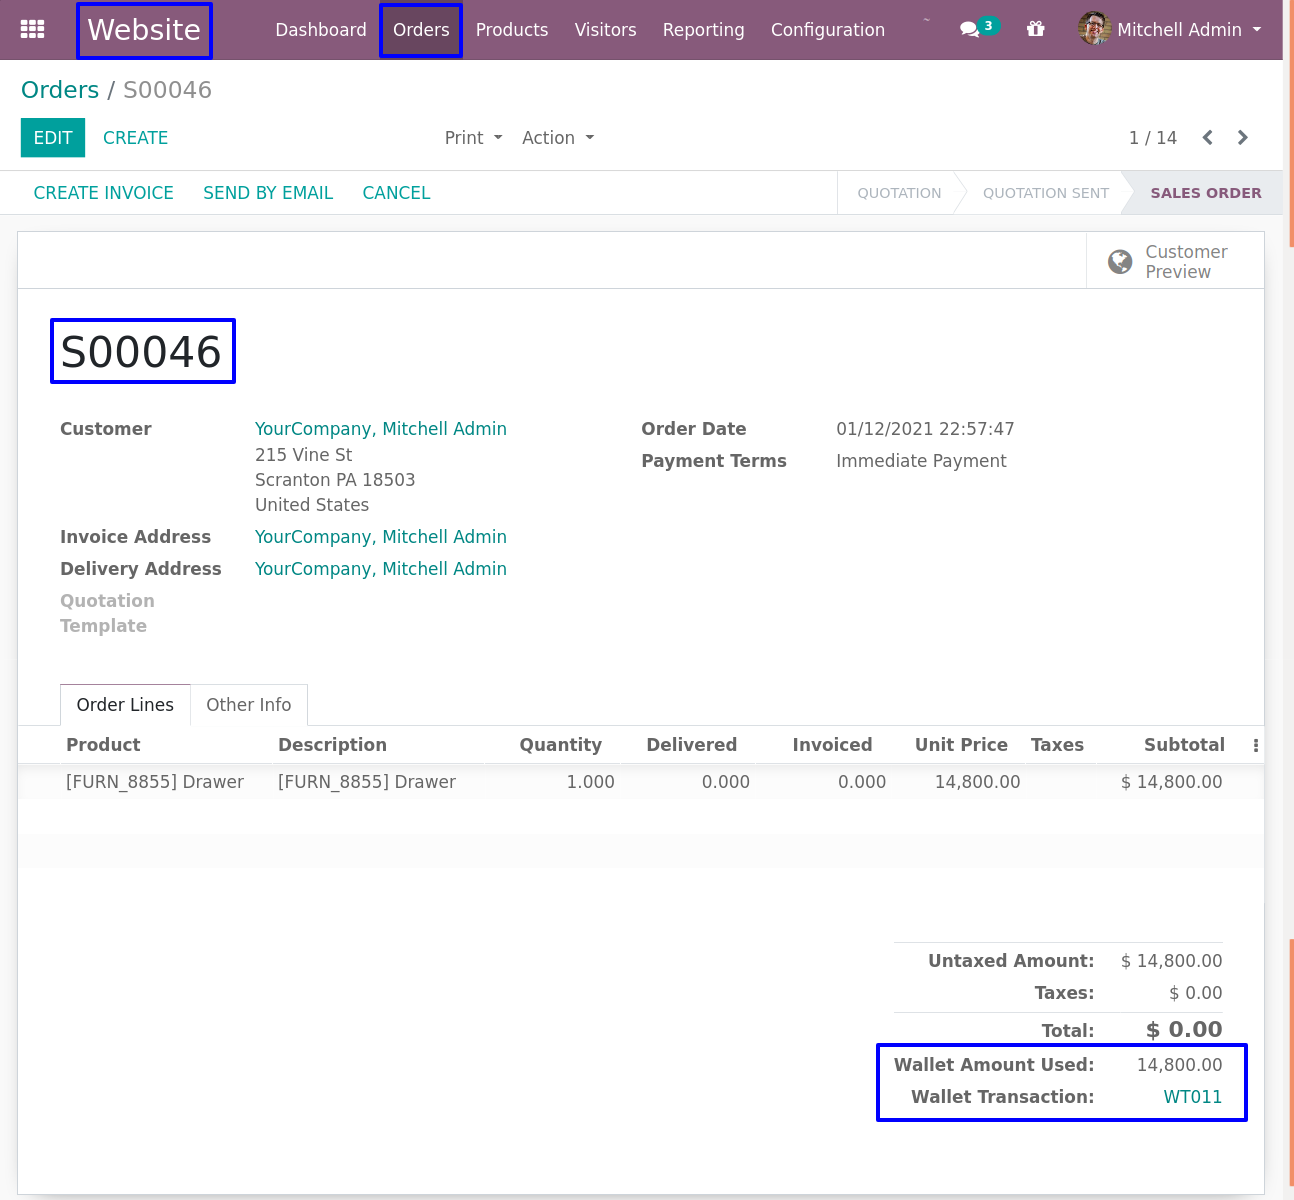 Website Dashboard Orders Products Visitors Reporting Configuration 3 Mitchell Admin
Orders / S00046
EDIT CREATE Print Action 1 / 14
CREATE INVOICE SEND BY EMAIL CANCEL QUOTATION QUOTATION SENT SALES ORDER
Customer
Preview
S00046
Customer YourCompany, Mitchell Admin Order Date 01/12/2021 22:57:47
215 Vine St
Payment Terms Immediate Payment
Scranton PA 18503
United States
Invoice Address YourCompany, Mitchell Admin
Delivery Address YourCompany, Mitchell Admin
Quotation
Template
Order Lines Other Info
Product Description Quantity Delivered Invoiced Unit Price Taxes Subtotal
[FURN_8855] Drawer [FURN_8855] Drawer 1.000 0.000 0.000 14,800.00 $ 14,800.00
Untaxed Amount: $ 14,800.00
Taxes: $ 0.00
Total: $ 0.00
Wallet Amount Used: 14,800.00
Wallet Transaction: WT011